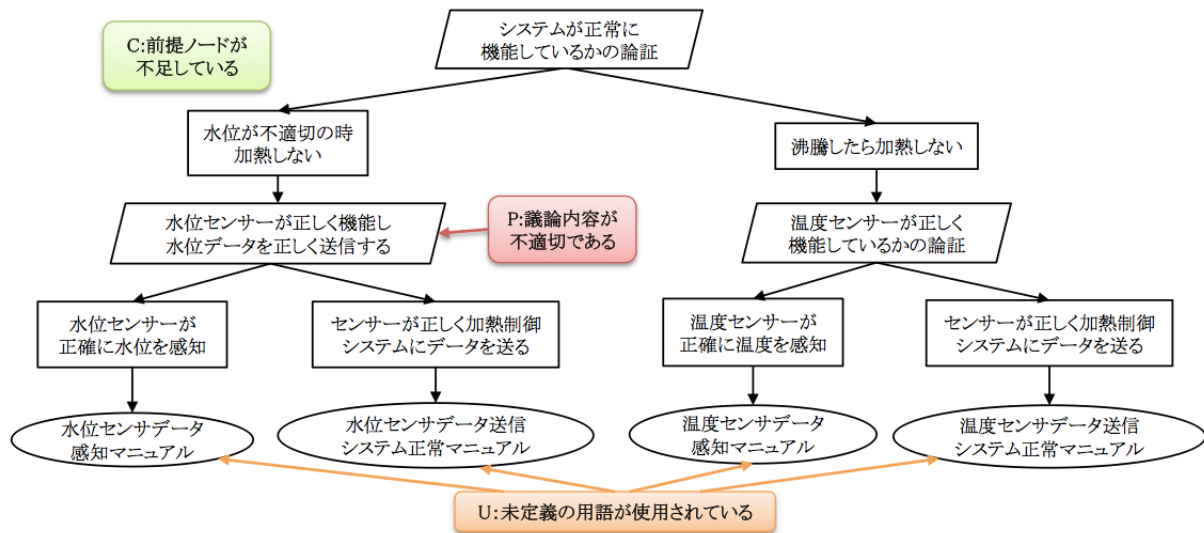 システムが正常に
機能しているかの論証
C:前提ノードが
不足している
水位が不適切の時
加熱しない
沸騰したら加熱しない
水位センサーが正しく機能し
水位データを正しく送信する
P:議論内容が
不適切である
温度センサーが正しく
機能しているかの論証
水位センサーが
正確に水位を感知
センサーが正しく加熱制御
システムにデータを送る
温度センサーが
正確に温度を感知
センサーが正しく加熱制御
システムにデータを送る
水位センサデータ
感知マニュアル
水位センサデータ送信
システム正常マニュアル
温度センサデータ
感知マニュアル
温度センサデータ送信
システム正常マニュアル
U:未定義の用語が使用されている